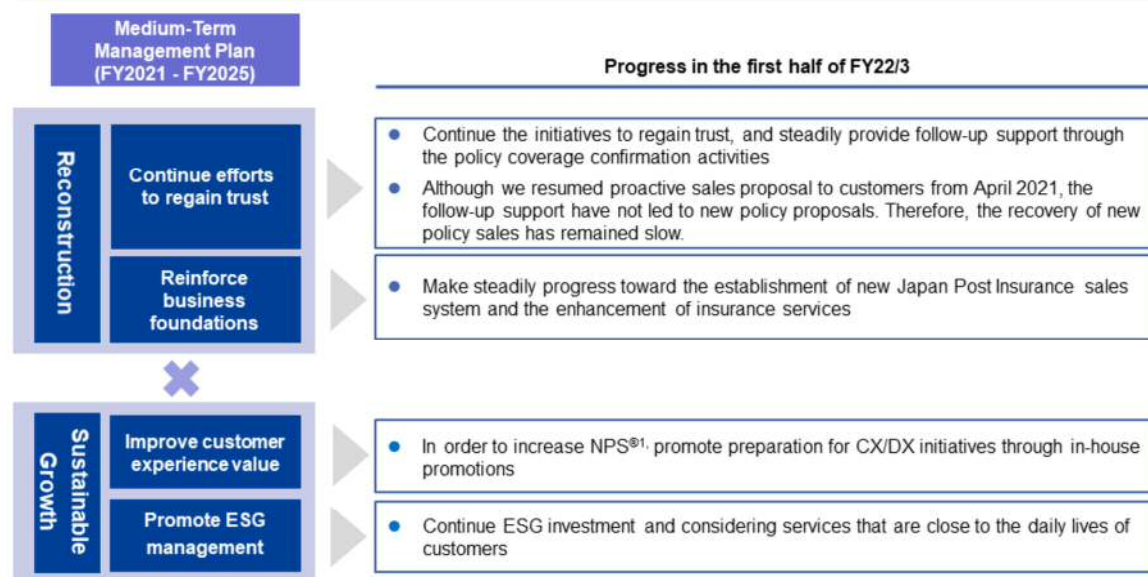 Medium-Term
Management Plan
(FY2021 - FY2025)
Progress in the first half of FY22/3
Reconstruction
Continue efforts
to regain trust
● Continue the initiatives to regain trust, and steadily provide follow-up support through
the policy coverage confirmation activities
● Although we resumed proactive sales proposal to customers from April 2021, the
follow-up support have not led to new policy proposals. Therefore, the recovery of new
policy sales has remained slow.
Reinforce
business
foundations
● Make steadily progress toward the establishment of new Japan Post Insurance sales
system and the enhancement of insurance services
Sustainable
Growth
Improve customer
experience value
● In order to increase NPS®1, promote preparation for CX/DX initiatives through in-house
promotions
Promote ESG
management
● Continue ESG investment and considering services that are close to the daily lives of
customers